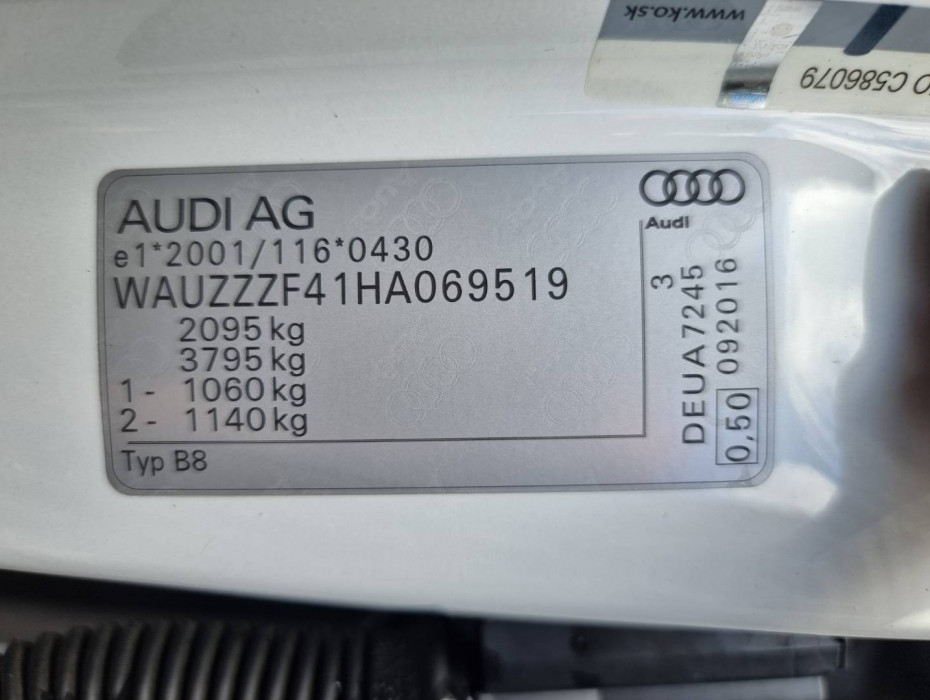 www.ko.sk
C586079
AUDI AG
e1*2001/116*0430
WAUZZZF41HA069519
2095 kg
3795 kg
1 - 1060 kg
2 - 1140 kg
Typ B8
Audi
3
DEUA7245
0,50 092016